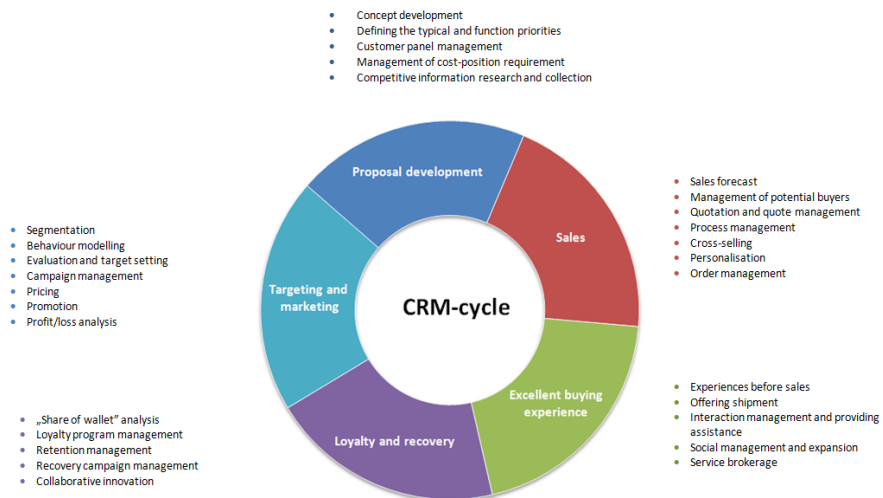 • Concept development
• Defining the typical and function priorities
• Customer panel management
• Management of cost-position requirement
• Competitive information research and collection
Proposal development
Sales
• Sales forecast
• Management of potential buyers
• Quotation and quote management
• Process management
• Cross-selling
• Personalisation
• Order management
• Segmentation
• Behaviour modelling
• Evaluation and target setting
• Campaign management
• Pricing
• Promotion
• Profit/loss analysis
Targeting and
marketing
CRM-cycle
Excellent buying
experience
• Experiences before sales
• Offering shipment
• Interaction management and providing
assistance
• Social management and expansion
• Service brokerage
Loyalty and recovery
• „Share of wallet” analysis
• Loyalty program management
• Retention management
• Recovery campaign management
• Collaborative innovation